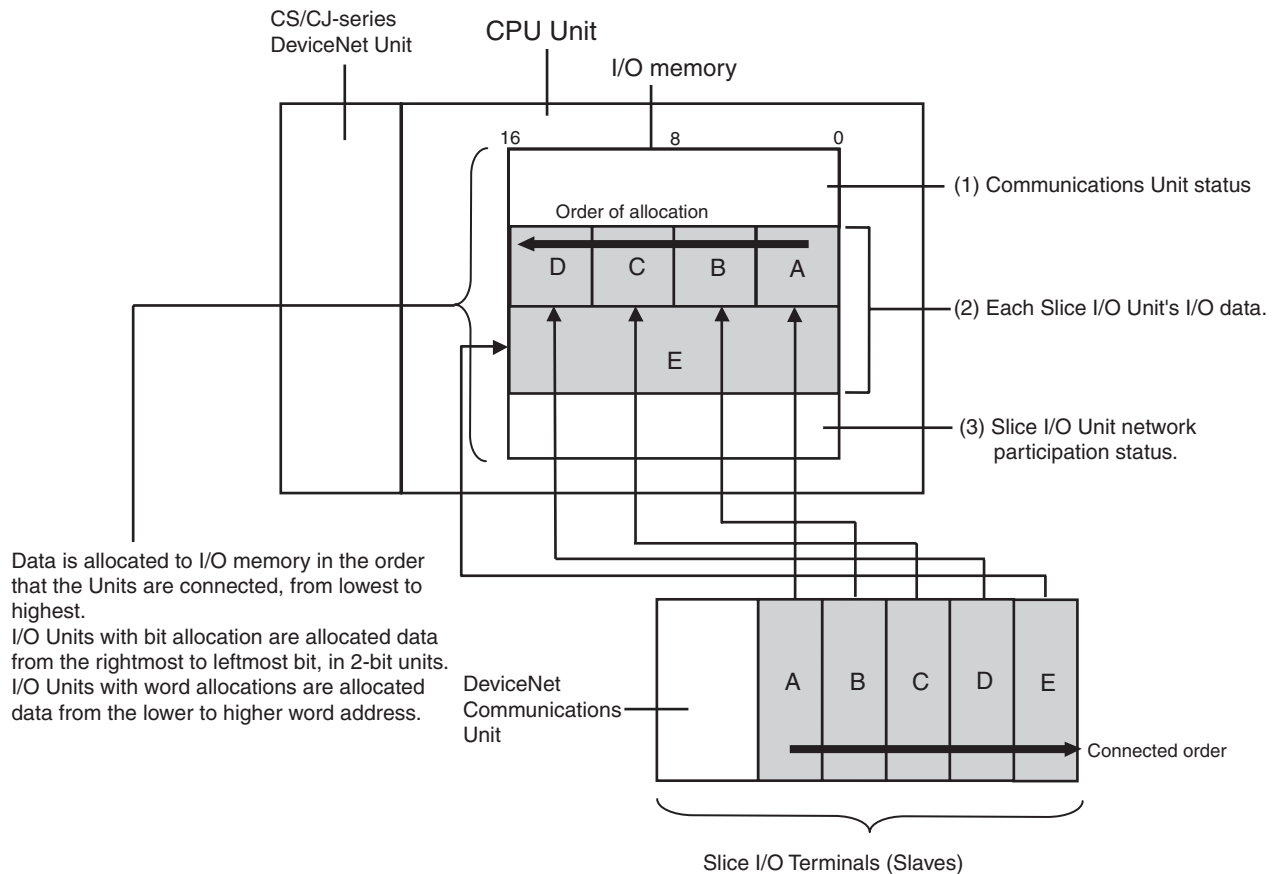 CS/CJ-series
DeviceNet Unit
CPU Unit
I/O memory
16
8
0
(1) Communications Unit status
Order of allocation
D
C
B
A
(2) Each Slice I/O Unit's I/O data.
E
(3) Slice I/O Unit network
participation status.
Data is allocated to I/O memory in the order
that the Units are connected, from lowest to
highest.
I/O Units with bit allocation are allocated data
from the rightmost to leftmost bit, in 2-bit units.
I/O Units with word allocations are allocated
data from the lower to higher word address.
DeviceNet
Communications
Unit
A
B
C
D
E
Connected order
Slice I/O Terminals (Slaves)